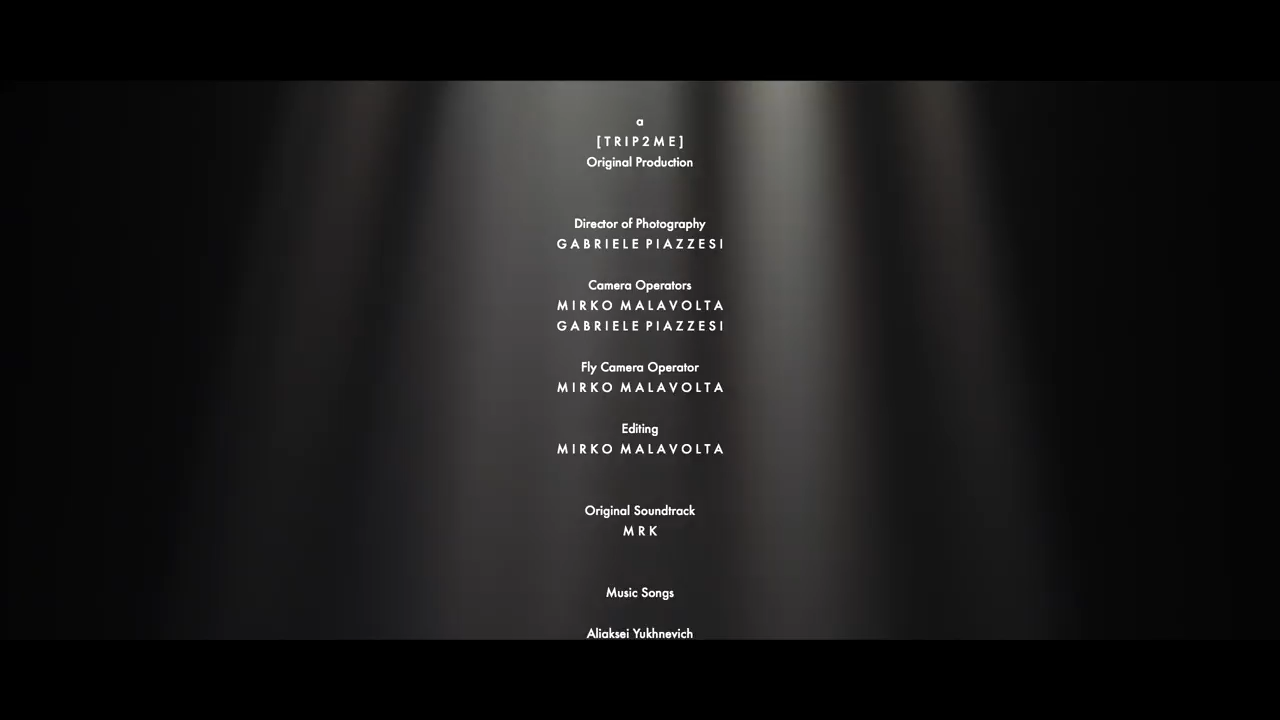 a
[TRIP2ME]
Original Production
Director of Photography
GABRIELE PIAZZESI
Camera Operators
MIRKO MALAVOLTA
GABRIELE PIAZZESI
Fly Camera Operator
MIRKO MALAVOLTA
Editing
MIRKO MALAVOLTA
Original Soundtrack
MRK
Music Songs
Aliaksei Yukhnevich